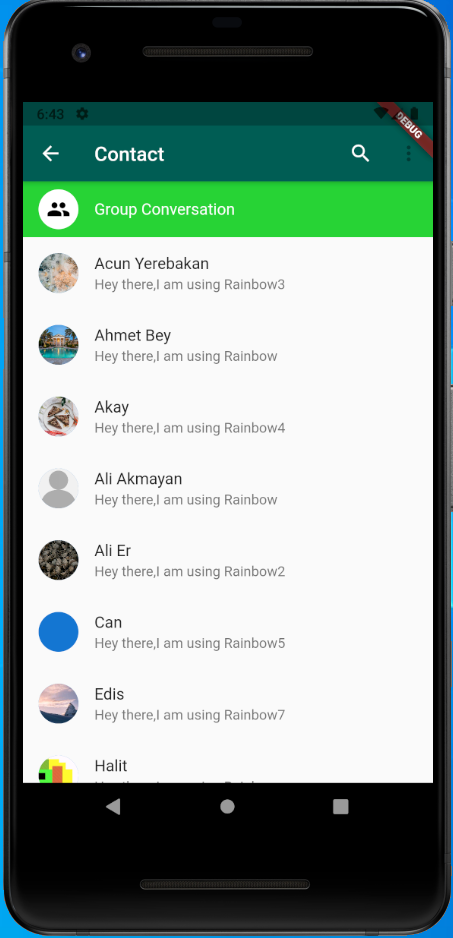 6:43
DEBUG
Contact
Group Conversation
Acun Yerebakan
Hey there,I am using Rainbow3
Ahmet Bey
Hey there,I am using Rainbow
Akay
Hey there,I am using Rainbow4
Ali Akmayan
Hey there,I am using Rainbow
Ali Er
Hey there,I am using Rainbow2
Can
Hey there,I am using Rainbow5
Edis
Hey there,I am using Rainbow7
Halit